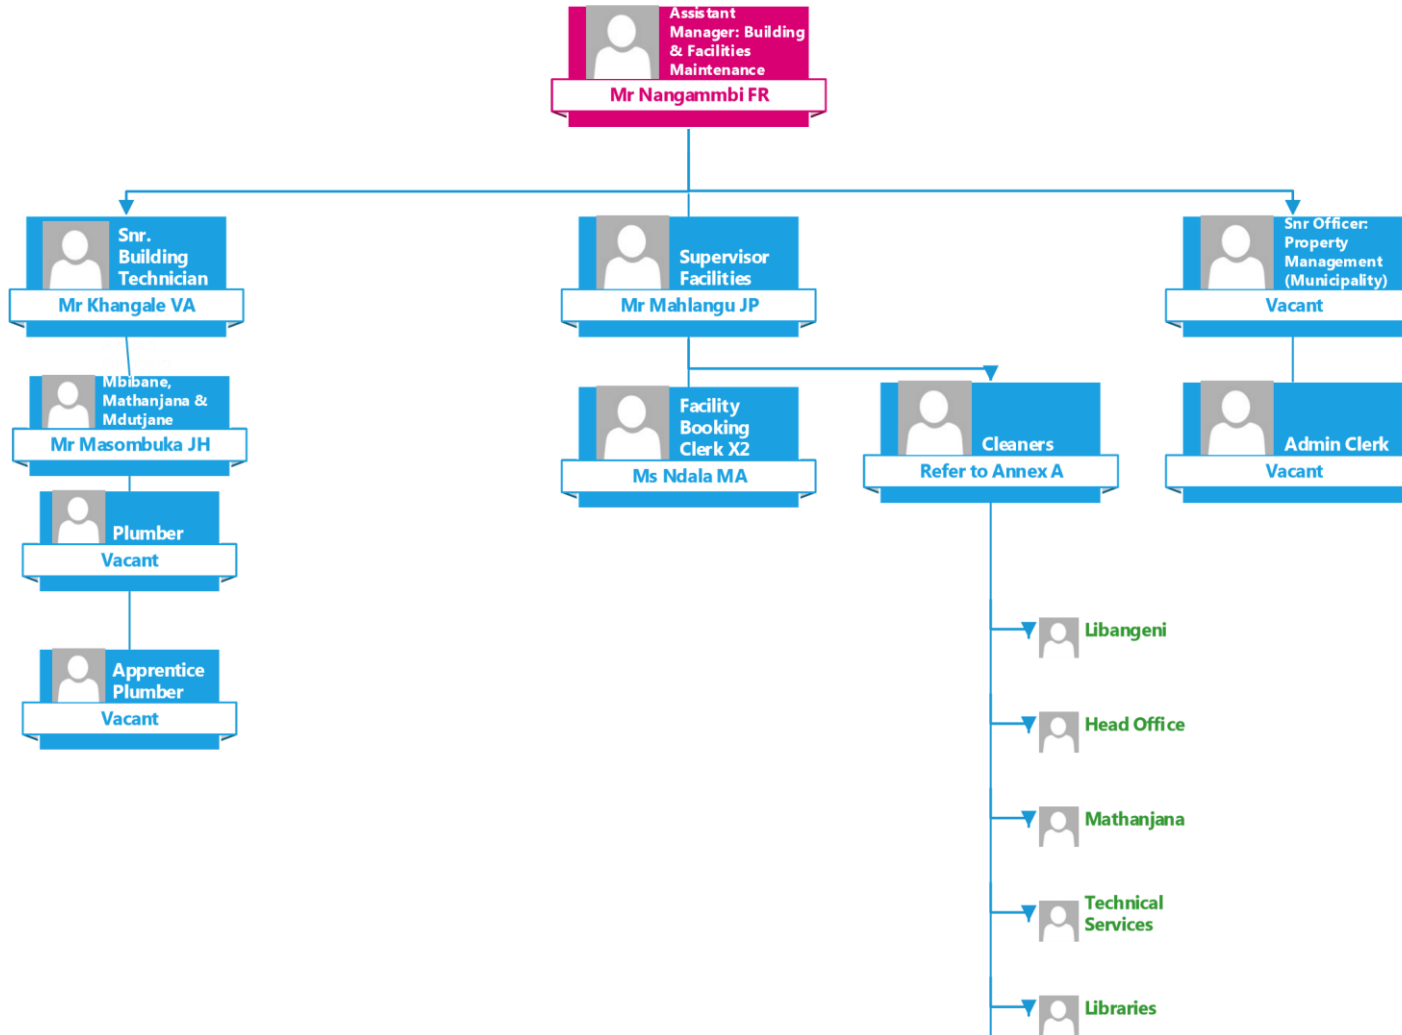 Assistant
Manager: Building
& Facilities
Maintenance
Mr Nangammbi FR
Snr.
Building
Technician
Mr Khangale VA
Supervisor
Facilities
Mr Mahlangu JP
Snr Officer:
Property
Management
(Municipality)
Vacant
Mbibane,
Mathanjana &
Mdutjane
Mr Masombuka JH
Facility
Booking
Clerk X2
Ms Ndala MA
Cleaners
Refer to Annex A
Admin Clerk
Vacant
Plumber
Vacant
Apprentice
Plumber
Vacant
Libangeni
Head Office
Mathanjana
Technical
Services
Libraries